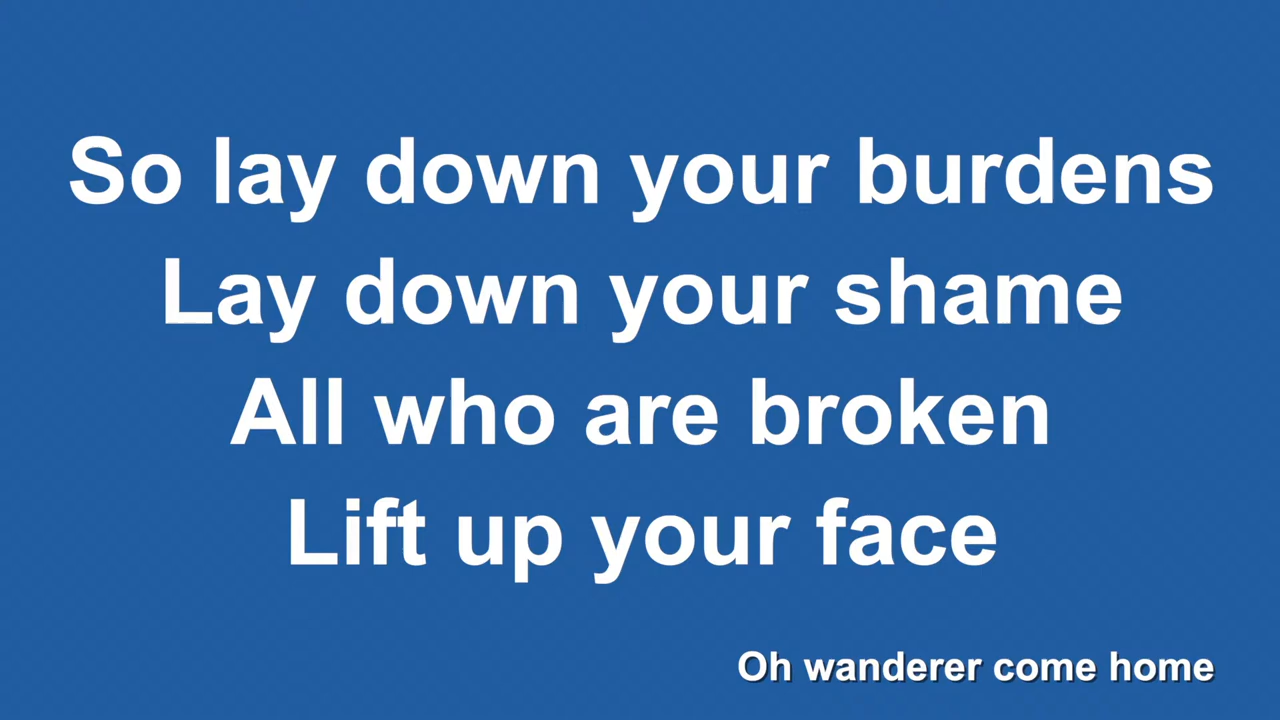 So lay down your burdens
Lay down your shame
All who are broken
Lift up your face
Oh wanderer come home